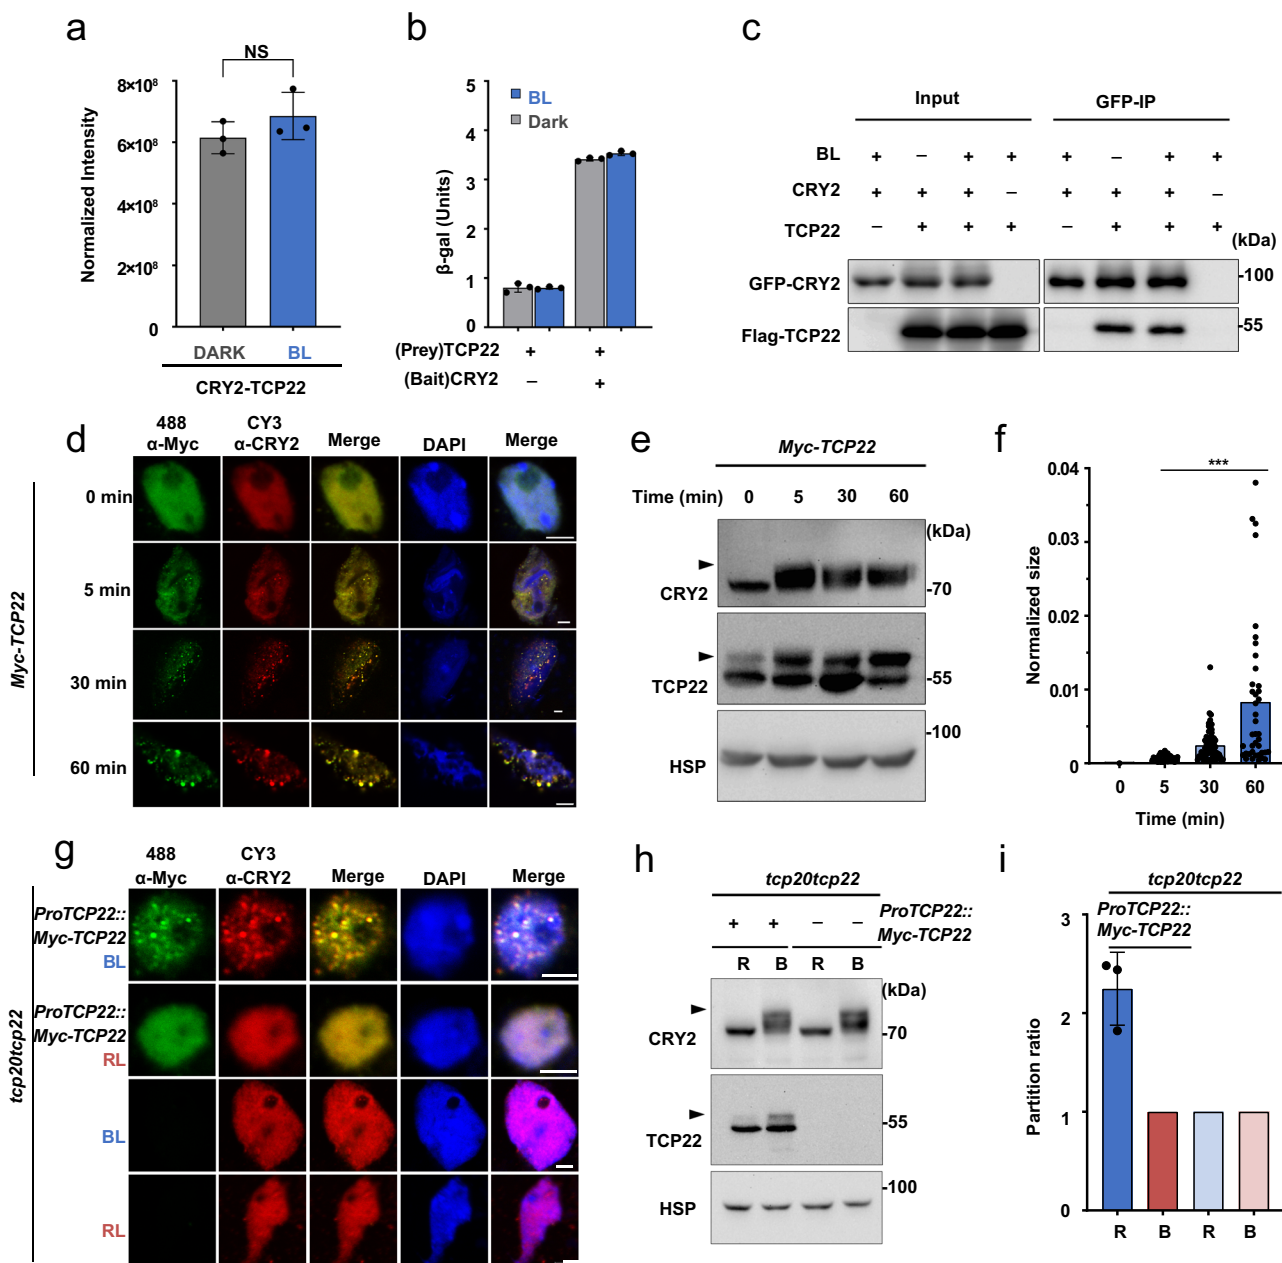 a
NS
8×10⁸
6×10⁸
4×10⁸
2×10⁸
0
Normalized Intensity
DARK
BL
CRY2-TCP22
b
5
4
3
2
1
0
β-gal (Units)
BL
Dark
(Prey)TCP22 + +
(Bait)CRY2 – +
c
Input GFP-IP
BL + – + + + – + +
CRY2 + + + – + + + –
TCP22 – + + + – + + +
(kDa)
GFP-CRY2
-100
Flag-TCP22
-55
d
488 CY3
α-Myc α-CRY2 Merge DAPI Merge
Myc-TCP22
0 min
5 min
30 min
60 min
e
Myc-TCP22
Time (min) 0 5 30 60
(kDa)
CRY2
-70
TCP22
-55
-100
HSP
f
***
0.04
0.03
0.02
0.01
0
Normalized size
0 5 30 60
Time (min)
g
488 CY3
α-Myc α-CRY2 Merge DAPI Merge
tcp20tcp22
ProTCP22::
Myc-TCP22
BL
ProTCP22::
Myc-TCP22
RL
BL
RL
h
tcp20tcp22
+ + – – ProTCP22::
Myc-TCP22
R B R B
(kDa)
CRY2
-70
TCP22
-55
-100
HSP
i
tcp20tcp22
ProTCP22::
Myc-TCP22
3
2
1
0
Partition ratio
R B R B